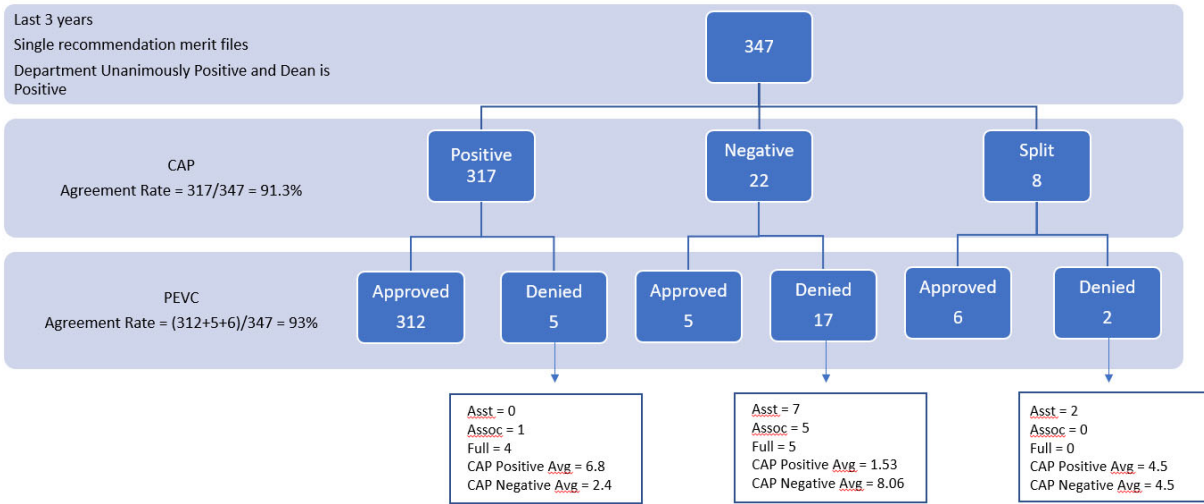 Last 3 years
Single recommendation merit files
Department Unanimously Positive and Dean is
Positive
347
CAP
Agreement Rate = 317/347 = 91.3%
Positive
317
Negative
22
Split
8
PEVC
Agreement Rate = (312+5+6)/347 = 93%
Approved
312
Denied
5
Approved
5
Denied
17
Approved
6
Denied
2
Asst = 0
Assoc = 1
Full = 4
CAP Positive Avg = 6.8
CAP Negative Avg = 2.4
Asst = 7
Assoc = 5
Full = 5
CAP Positive Avg = 1.53
CAP Negative Avg = 8.06
Asst = 2
Assoc = 0
Full = 0
CAP Positive Avg = 4.5
CAP Negative Avg = 4.5